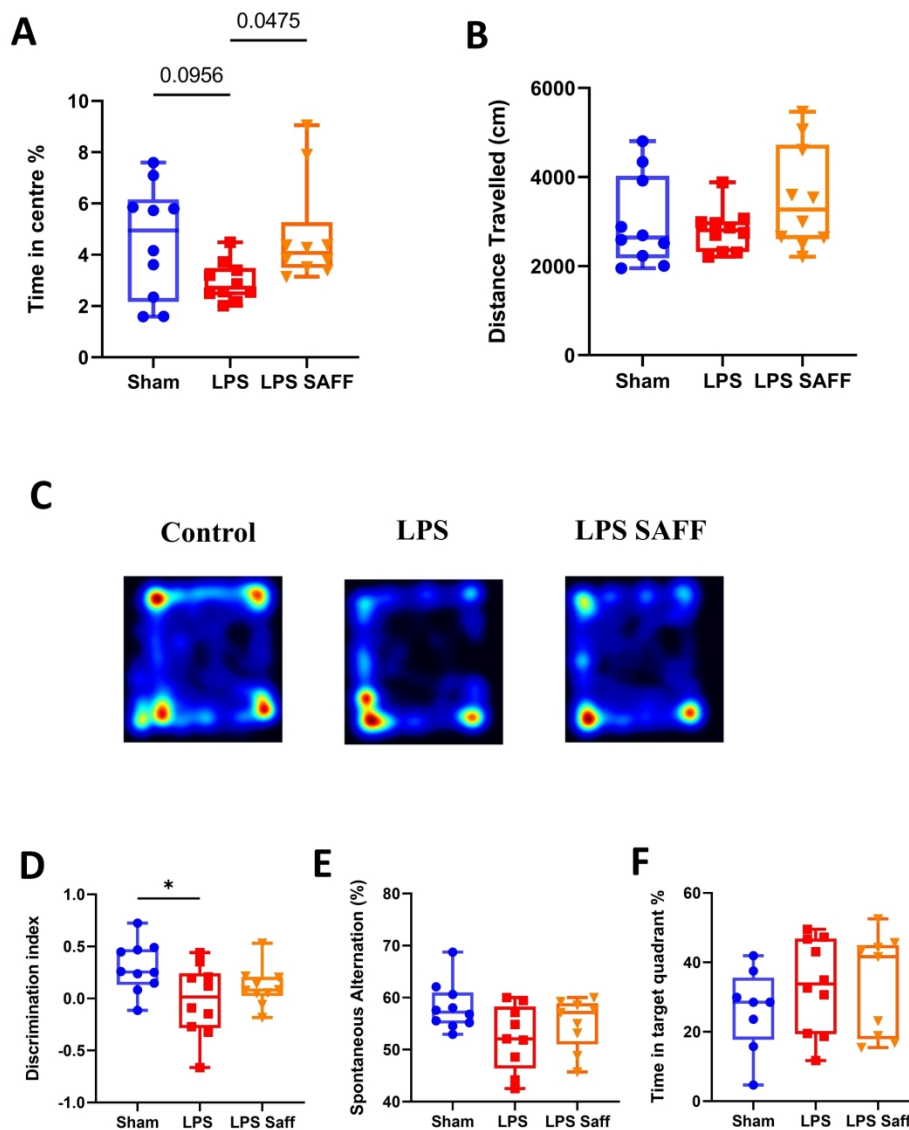 A
0.0475
0.0956
Time in centre %
10
8
6
4
2
0
Sham LPS LPS SAFF
B
Distance Travelled (cm)
6000
4000
2000
0
Sham LPS LPS SAFF
C
Control LPS LPS SAFF
D
Discrimination index
*
1.0
0.5
0.0
-0.5
-1.0
Sham LPS LPS Saff
E
Spontaneous Alternation (%)
80
70
60
50
40
Sham LPS LPS Saff
F
Time in target quadrant %
60
40
20
0
Sham LPS LPS Saff